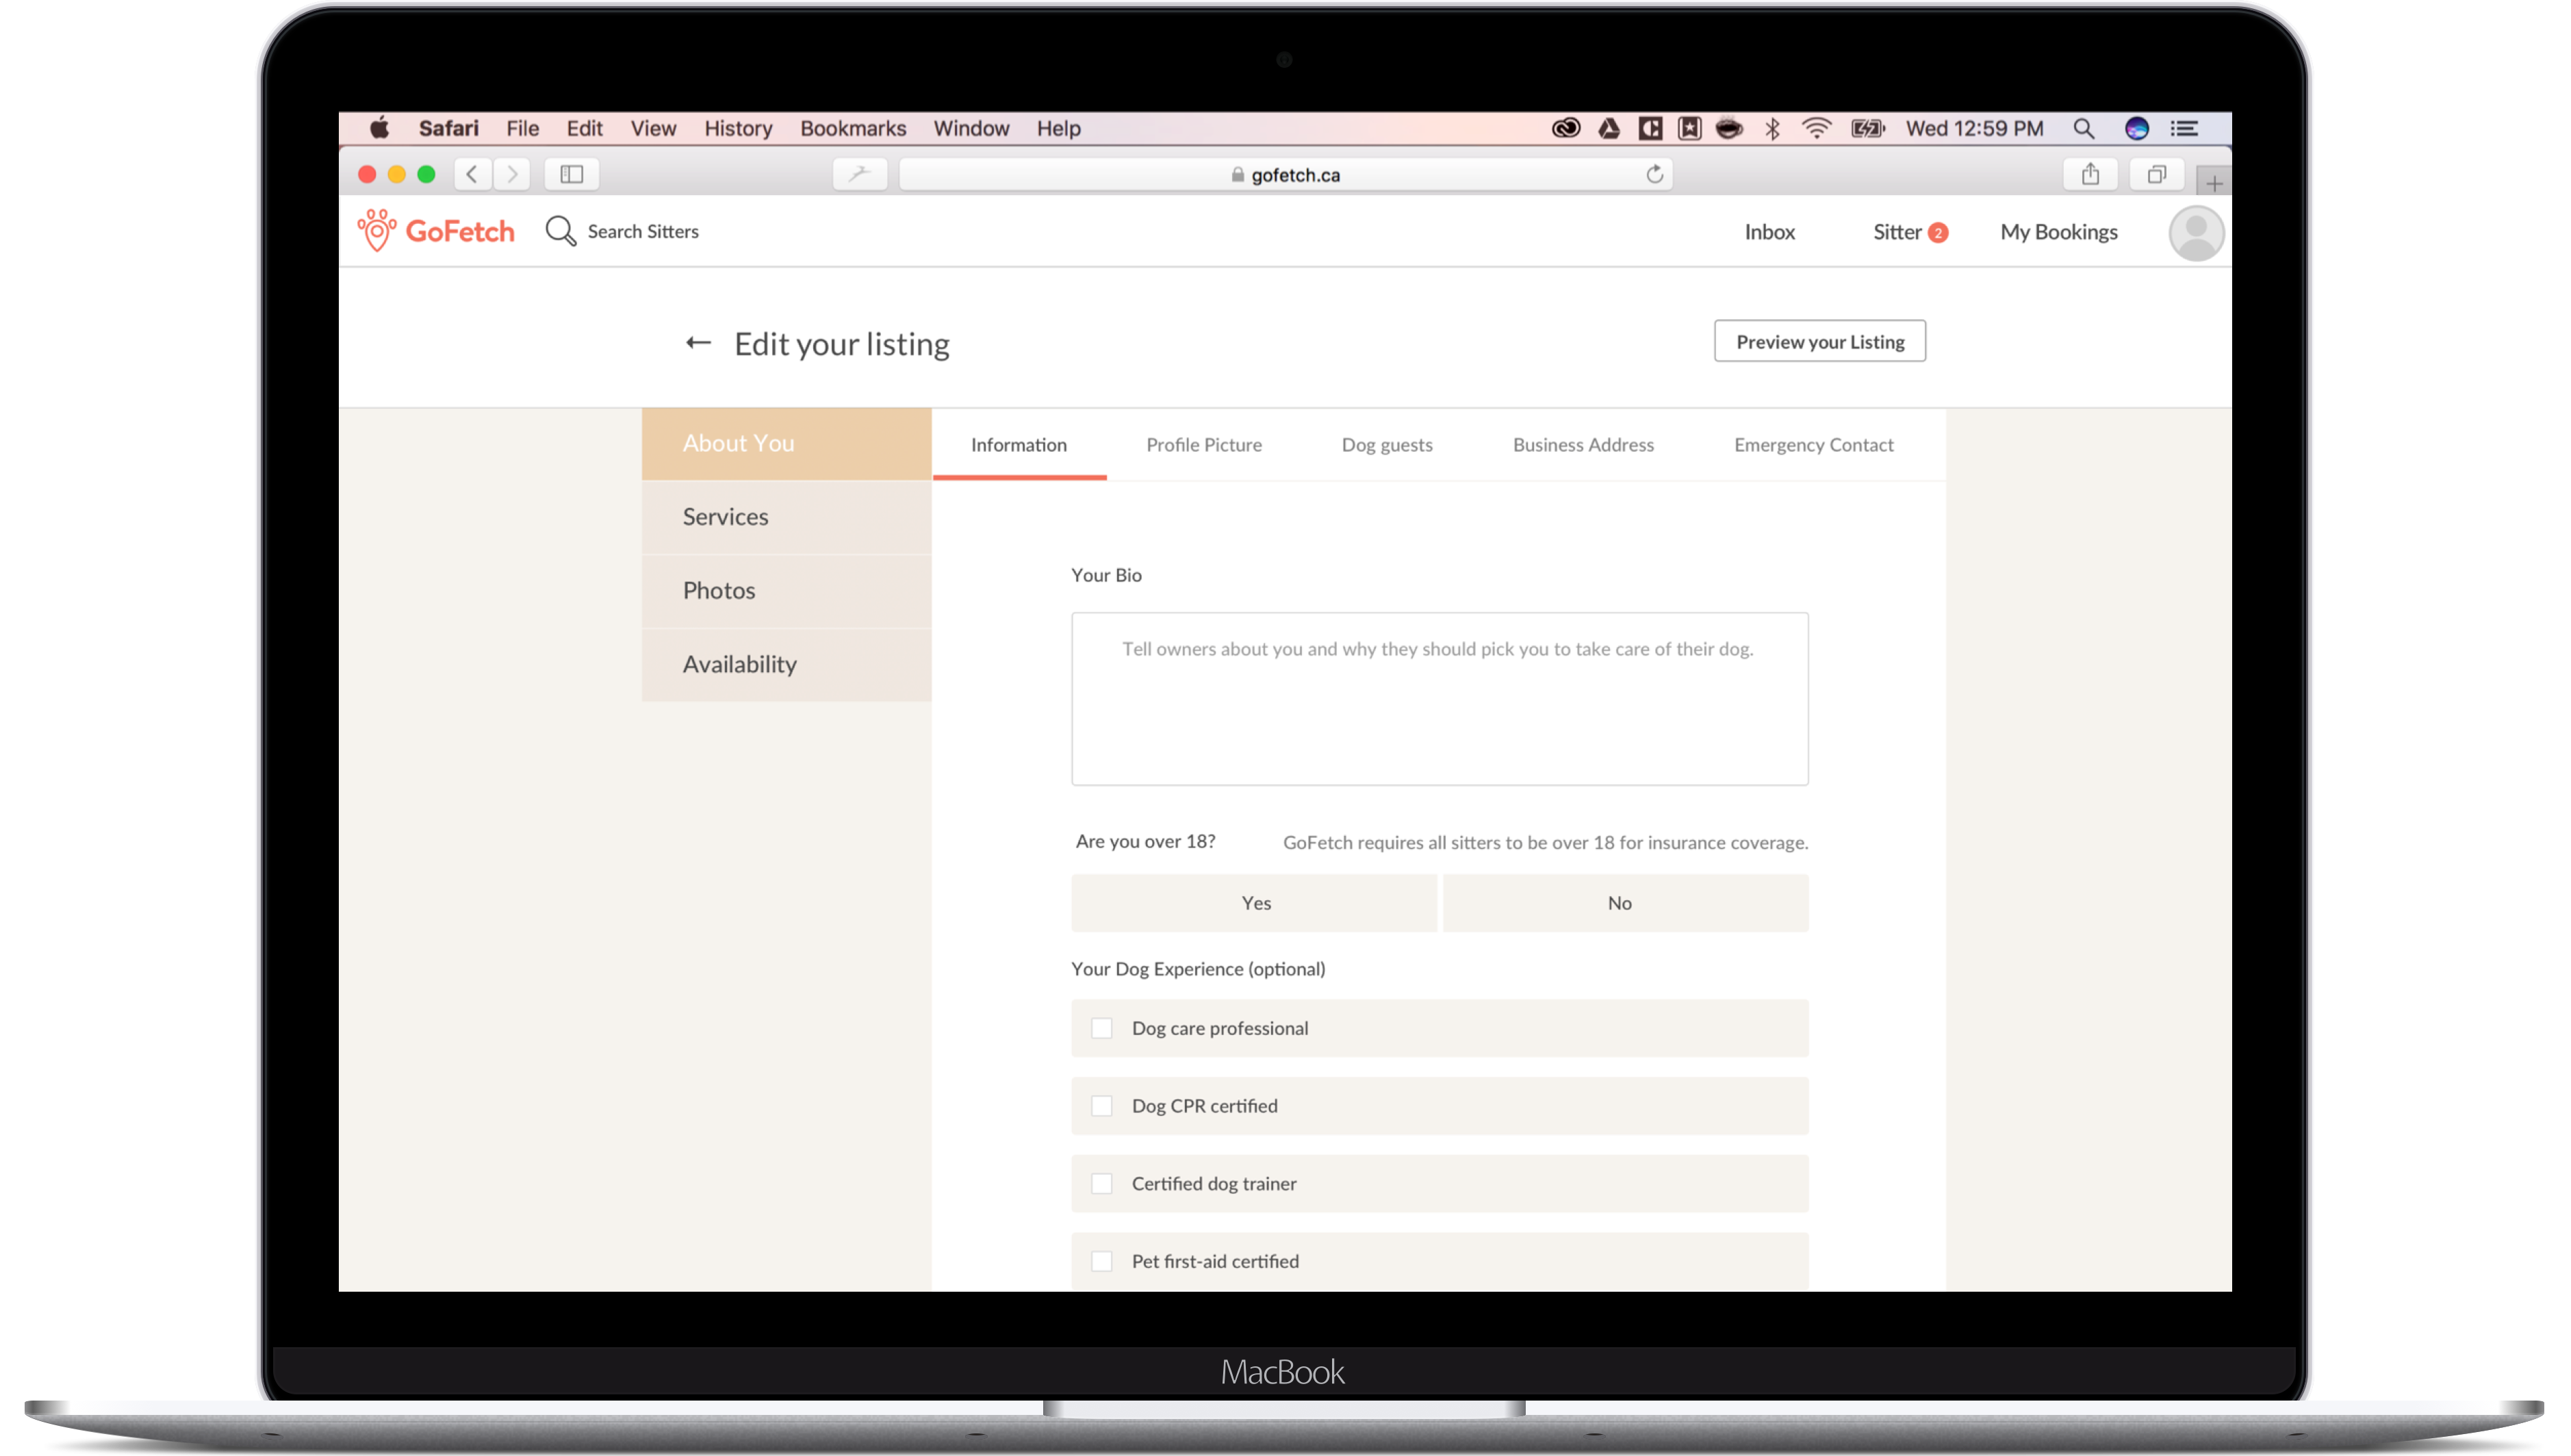 Safari File Edit View History Bookmarks Window Help Wed 12:59 PM
gofetch.ca
GoFetch Search Sitters Inbox Sitter 2 My Bookings
← Edit your listing Preview your Listing
About You
Services
Photos
Availability
Information Profile Picture Dog guests Business Address Emergency Contact
Your Bio
Tell owners about you and why they should pick you to take care of their dog.
Are you over 18? GoFetch requires all sitters to be over 18 for insurance coverage.
Yes No
Your Dog Experience (optional)
Dog care professional
Dog CPR certified
Certified dog trainer
Pet first-aid certified
MacBook